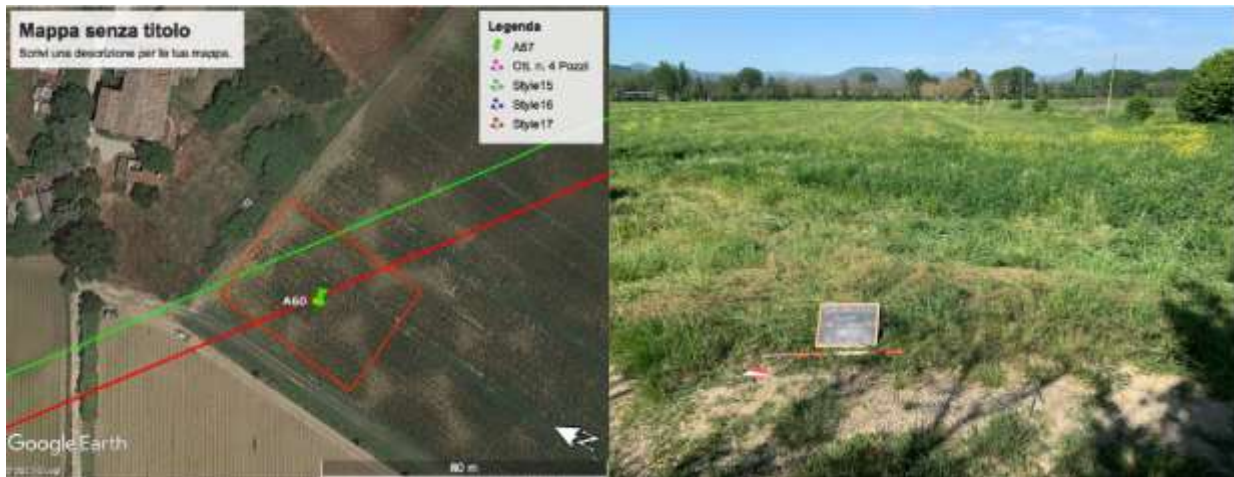 Mappa senza titolo
Scrivi una descrizione per la tua mappa.
Legenda
A67
Ott. n. 4 Pozzi
Style15
Style16
Style17
A60
Google Earth
N
80 m